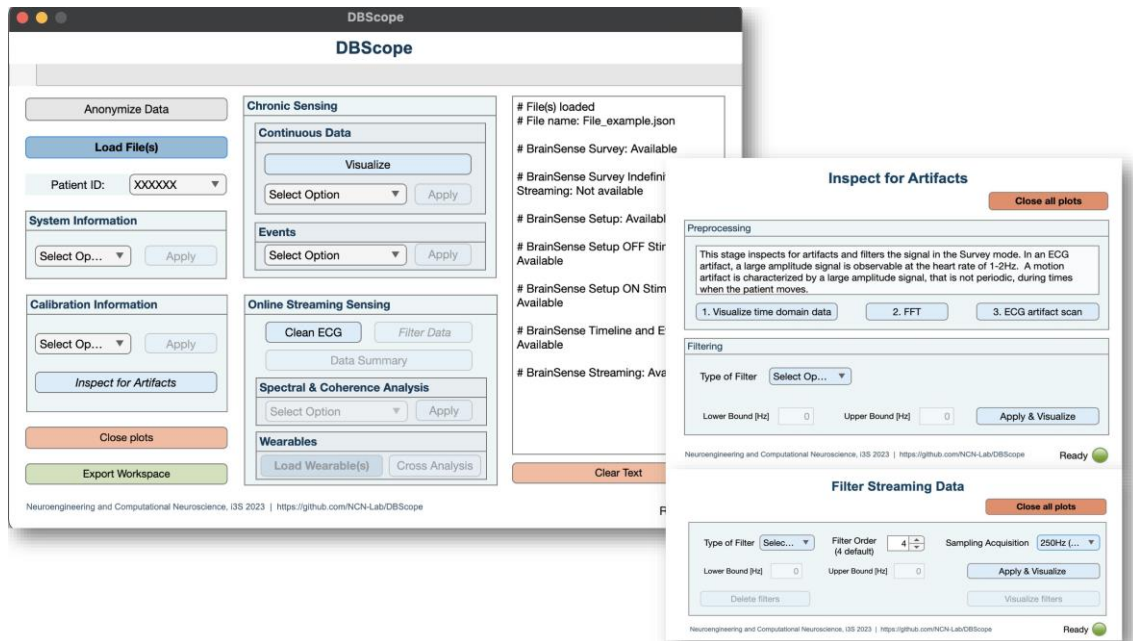 DBScope
DBScope
Anonymize Data
Load File(s)
Patient ID: XXXXXX
System Information
Select Op... Apply
Calibration Information
Select Op... Apply
Inspect for Artifacts
Close plots
Export Workspace
Chronic Sensing
Continuous Data
Visualize
Select Option Apply
Events
Select Option Apply
Online Streaming Sensing
Clean ECG Filter Data
Data Summary
Spectral & Coherence Analysis
Select Option Apply
Wearables
Load Wearable(s) Cross Analysis
# File(s) loaded
# File name: File_example.json
# BrainSense Survey: Available
# BrainSense Survey Indefini
Streaming: Not available
# BrainSense Setup: Availabl
# BrainSense Setup OFF Stim
Available
# BrainSense Setup ON Stim
Available
# BrainSense Timeline and E
Available
# BrainSense Streaming: Ava
Clear Text
Neuroengineering and Computational Neuroscience, i3S 2023 | https://github.com/NCN-Lab/DBScope
R
Inspect for Artifacts
Close all plots
Preprocessing
This stage inspects for artifacts and filters the signal in the Survey mode. In an ECG
artifact, a large amplitude signal is observable at the heart rate of 1-2Hz. A motion
artifact is characterized by a large amplitude signal, that is not periodic, during times
when the patient moves.
1. Visualize time domain data 2. FFT 3. ECG artifact scan
Filtering
Type of Filter Select Op...
Lower Bound [Hz] 0 Upper Bound [Hz] 0 Apply & Visualize
Neuroengineering and Computational Neuroscience, i3S 2023 | https://github.com/NCN-Lab/DBScope Ready
Filter Streaming Data
Close all plots
Type of Filter Selec... Filter Order
(4 default) 4 Sampling Acquisition 250Hz (...
Lower Bound [Hz] 0 Upper Bound [Hz] 0 Apply & Visualize
Delete filters Visualize filters
Neuroengineering and Computational Neuroscience, i3S 2023 | https://github.com/NCN-Lab/DBScope Ready